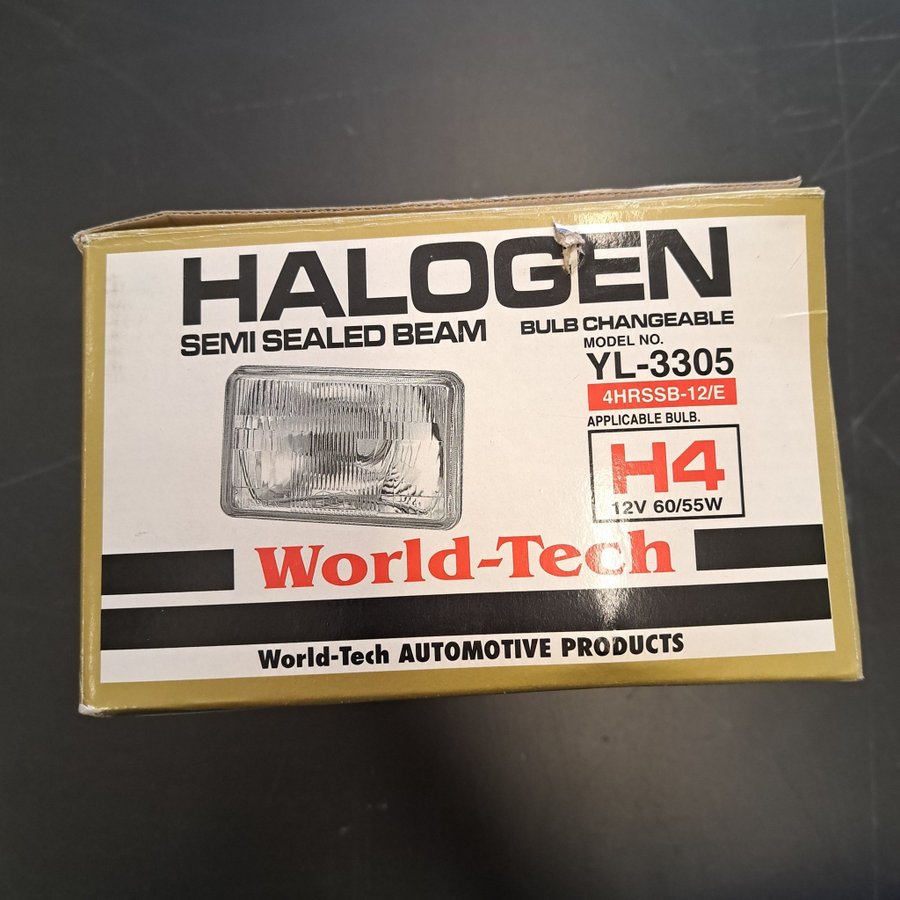 HALOGEN
SEMI SEALED BEAM
BULB CHANGEABLE
MODEL NO.
YL-3305
4HRSSB-12/E
APPLICABLE BULB.
H4
12V 60/55W
World-Tech
World-Tech AUTOMOTIVE PRODUCTS